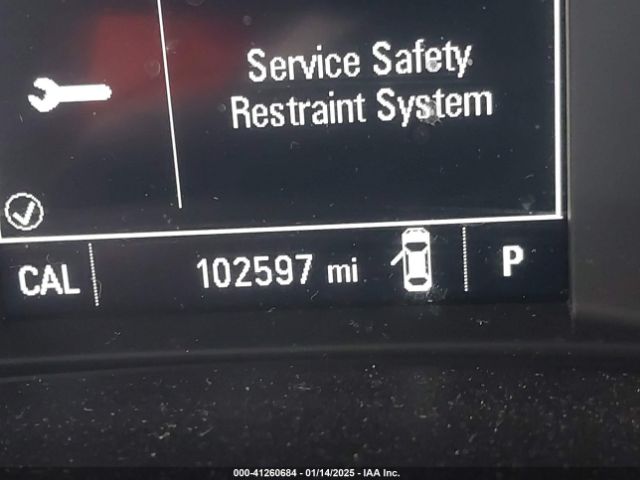 Service Safety
Restraint System
CAL 102597 mi P
000-41260684 - 01/14/2025 - IAA Inc.